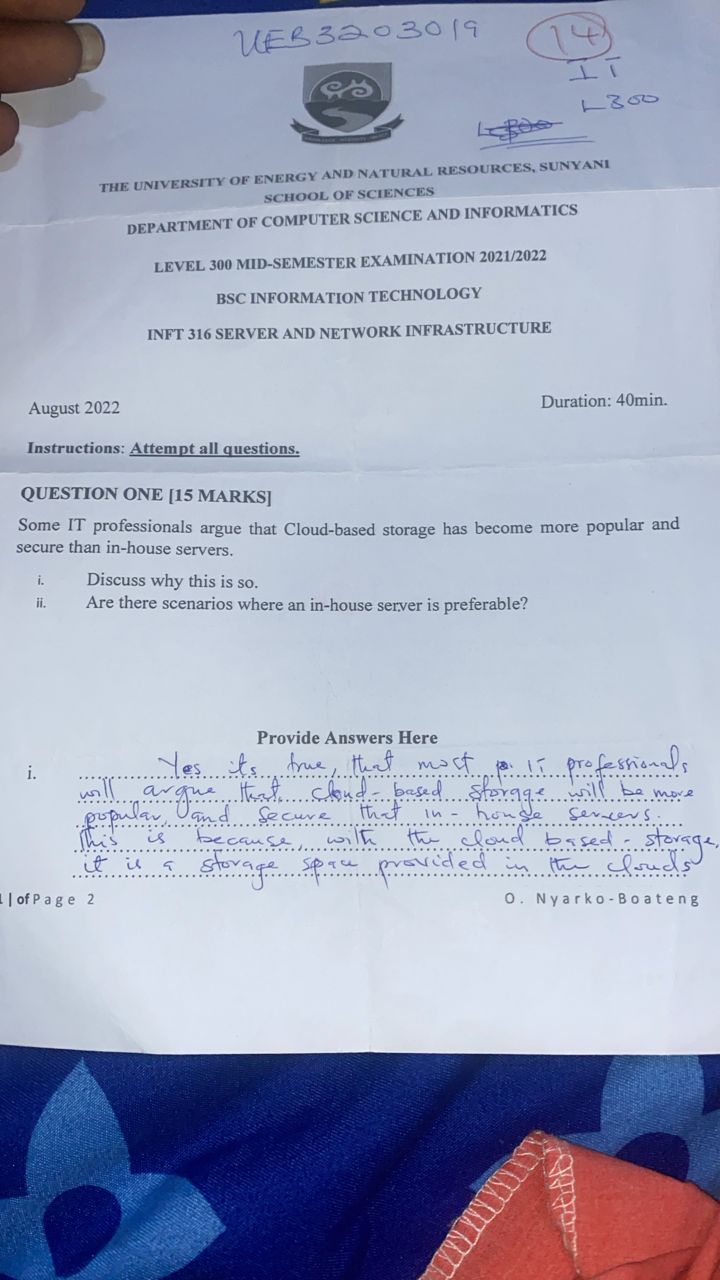 UEB3203019
14
IT
L300
THE UNIVERSITY OF ENERGY AND NATURAL RESOURCES, SUNYANI
SCHOOL OF SCIENCES
DEPARTMENT OF COMPUTER SCIENCE AND INFORMATICS
LEVEL 300 MID-SEMESTER EXAMINATION 2021/2022
BSC INFORMATION TECHNOLOGY
INFT 316 SERVER AND NETWORK INFRASTRUCTURE
August 2022 Duration: 40min.
Instructions: Attempt all questions.
QUESTION ONE [15 MARKS]
Some IT professionals argue that Cloud-based storage has become more popular and
secure than in-house servers.
i. Discuss why this is so.
ii. Are there scenarios where an in-house server is preferable?
Provide Answers Here
i. Yes its true, that most IT professionals
will argue that cloud-based storage will be more
popular, and secure that in-house servers.
This is because, with the cloud based-storage,
it is a storage space provided in the clouds
1 | of Page 2 O. Nyarko-Boateng